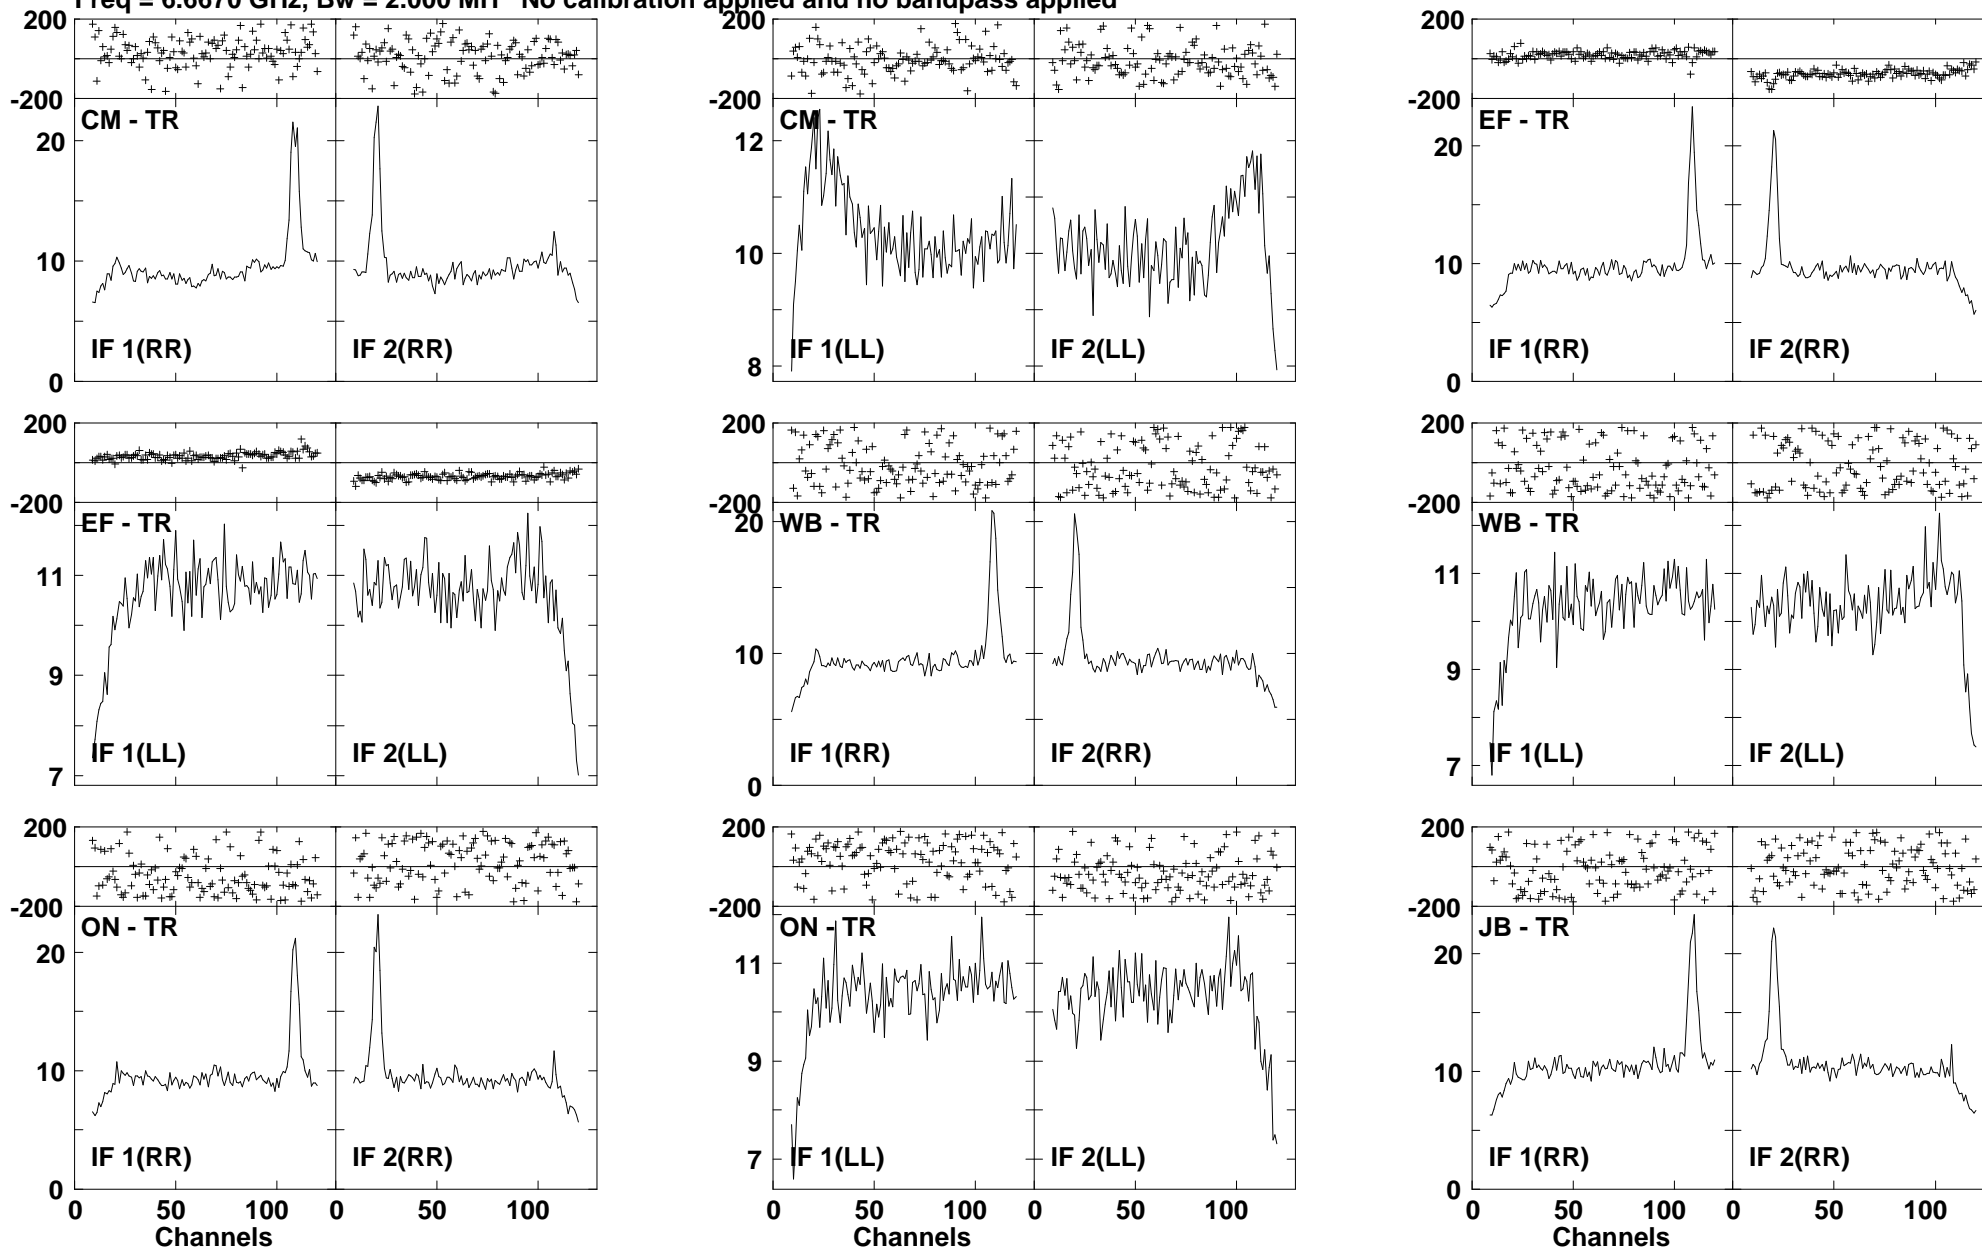 Freq = 6.6670 GHz, Bw = 2.000 MH No calibration applied and no bandpass applied
200 200 200
-200 -200 -200
CM - TR CM - TR EF - TR
20 12 20
10 10 10
IF 1(RR) IF 2(RR) IF 1(LL) IF 2(LL) IF 1(RR) IF 2(RR)
0 8 0
200 200 200
-200 -200 -200
EF - TR WB - TR WB - TR
11 20 11
9 10 9
IF 1(LL) IF 2(LL) IF 1(RR) IF 2(RR) IF 1(LL) IF 2(LL)
7 0 7
200 200 200
-200 -200 -200
ON - TR ON - TR JB - TR
20 11 20
10 9 10
IF 1(RR) IF 2(RR) IF 1(LL) IF 2(LL) IF 1(RR) IF 2(RR)
0 7 0
0 50 100 0 50 100 0 50 100 0 50 100 0 50 100 0 50 100
Channels Channels